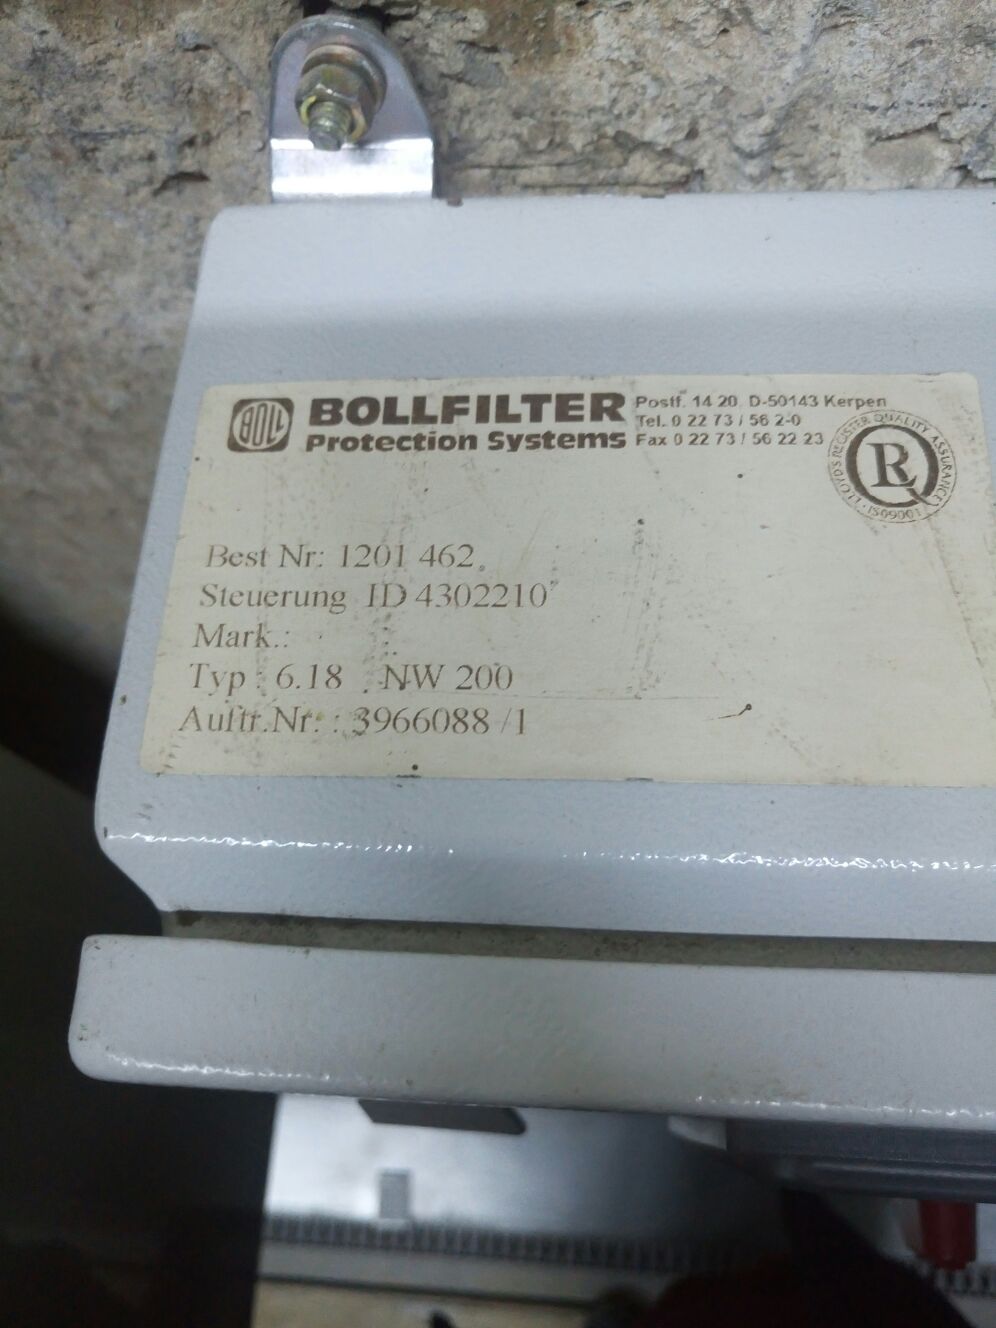 BOLL
BOLLFILTER
Protection Systems
Postf. 14 20, D-50143 Kerpen
Tel. 0 22 73 / 56 2-0
Fax 0 22 73 / 56 22 23
LLOYD'S REGISTER QUALITY ASSURANCE
LRQ
· ISO9001 ·
Best Nr: 1201 462
Steuerung ID 4302210
Mark.:
Typ : 6.18 NW 200
Auftr.Nr. : 3966088 /1